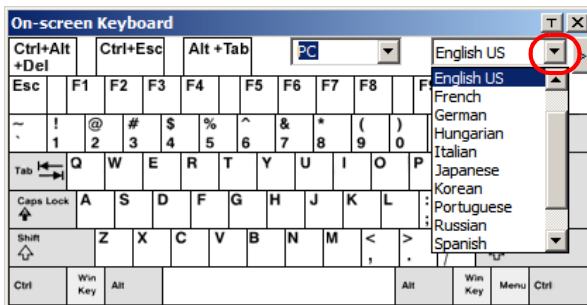 On-screen Keyboard T X
Ctrl+Alt +Del Ctrl+Esc Alt +Tab PC English US >
Esc F1 F2 F3 F4 F5 F6 F7 F8 F9
~ ! @ # $ % ^ & * ( )
` 1 2 3 4 5 6 7 8 9 0
Tab Q W E R T Y U I O P
Caps Lock A S D F G H J K L : ;
Shift Z X C V B N M < , > . /
Ctrl Win Key Alt Alt Win Key Menu Ctrl
English US
French
German
Hungarian
Italian
Japanese
Korean
Portuguese
Russian
Spanish